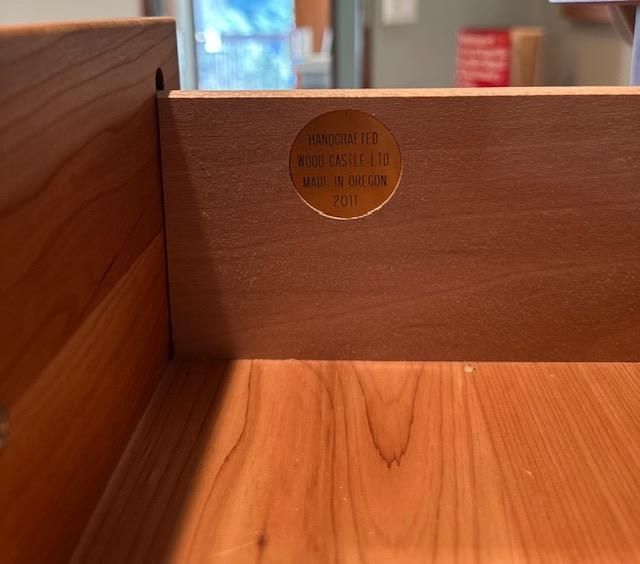 HANDCRAFTED
WOOD CASTLE LTD.
MADE IN OREGON
2011